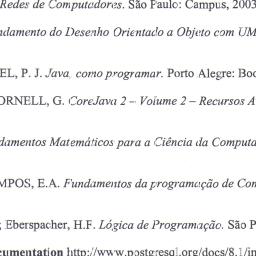 Redes de Computadores. São Paulo: Campus, 2003
ndamento do Desenho Orientado a Objeto com UM
EL, P. J. Java, como programar. Porto Alegre: Boo
ORNELL, G. CoreJava 2 – Volume 2 – Recursos A
damentos Matemáticos para a Ciência da Computa
MPOS, E.A. Fundamentos da programação de Com
; Eberspacher, H.F. Lógica de Programação. São P
cumentation http://www.postgresql.org/docs/8.1/in